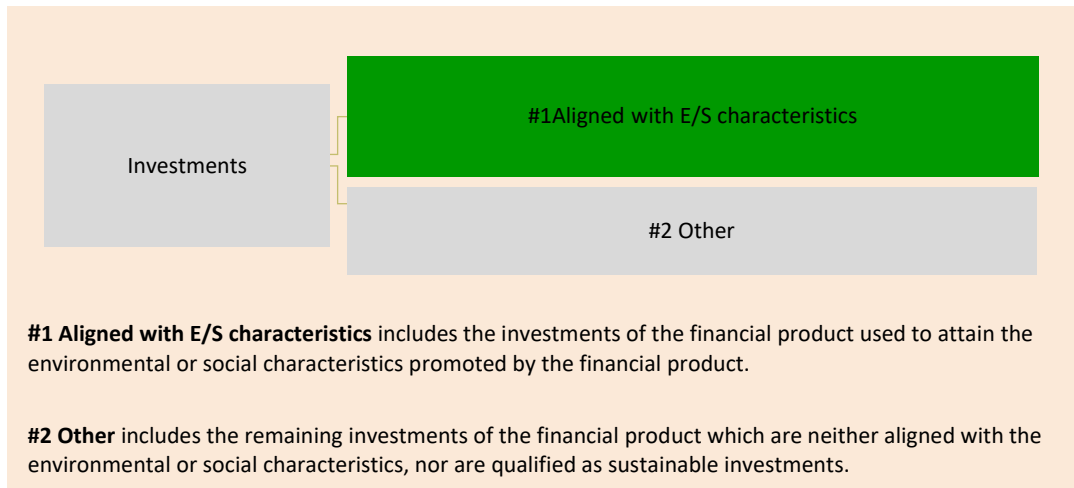 #1Aligned with E/S characteristics
Investments
#2 Other
#1 Aligned with E/S characteristics includes the investments of the financial product used to attain the
environmental or social characteristics promoted by the financial product.
#2 Other includes the remaining investments of the financial product which are neither aligned with the
environmental or social characteristics, nor are qualified as sustainable investments.